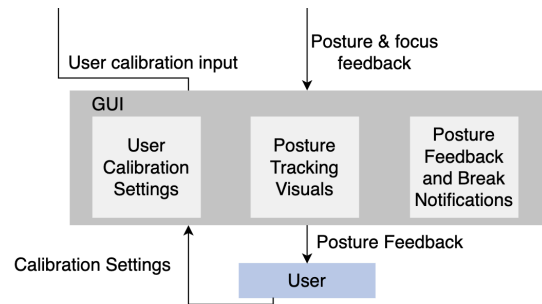 User calibration input
Posture & focus
feedback
GUI
User
Calibration
Settings
Posture
Tracking
Visuals
Posture
Feedback
and Break
Notifications
Posture Feedback
Calibration Settings
User